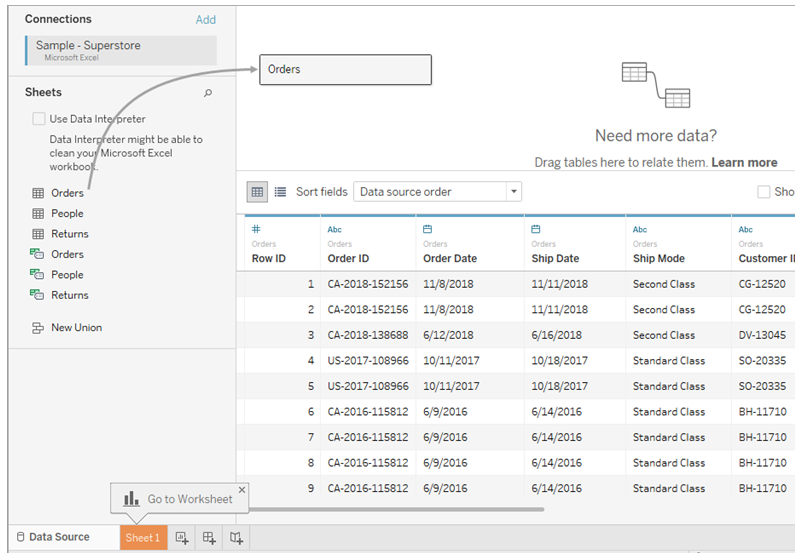 Connections Add
Sample - Superstore
Microsoft Excel
Sheets
Use Data Interpreter
Data Interpreter might be able to
clean your Microsoft Excel
workbook.
Orders
People
Returns
Orders
People
Returns
New Union
Orders
Need more data?
Drag tables here to relate them. Learn more
Sort fields Data source order Sho
# Abc Abc Abc
Orders Orders Orders Orders Orders Orders
Row ID Order ID Order Date Ship Date Ship Mode Customer I
1 CA-2018-152156 11/8/2018 11/11/2018 Second Class CG-12520
2 CA-2018-152156 11/8/2018 11/11/2018 Second Class CG-12520
3 CA-2018-138688 6/12/2018 6/16/2018 Second Class DV-13045
4 US-2017-108966 10/11/2017 10/18/2017 Standard Class SO-20335
5 US-2017-108966 10/11/2017 10/18/2017 Standard Class SO-20335
6 CA-2016-115812 6/9/2016 6/14/2016 Standard Class BH-11710
7 CA-2016-115812 6/9/2016 6/14/2016 Standard Class BH-11710
8 CA-2016-115812 6/9/2016 6/14/2016 Standard Class BH-11710
9 CA-2016-115812 6/9/2016 6/14/2016 Standard Class BH-11710
Go to Worksheet
Data Source Sheet 1